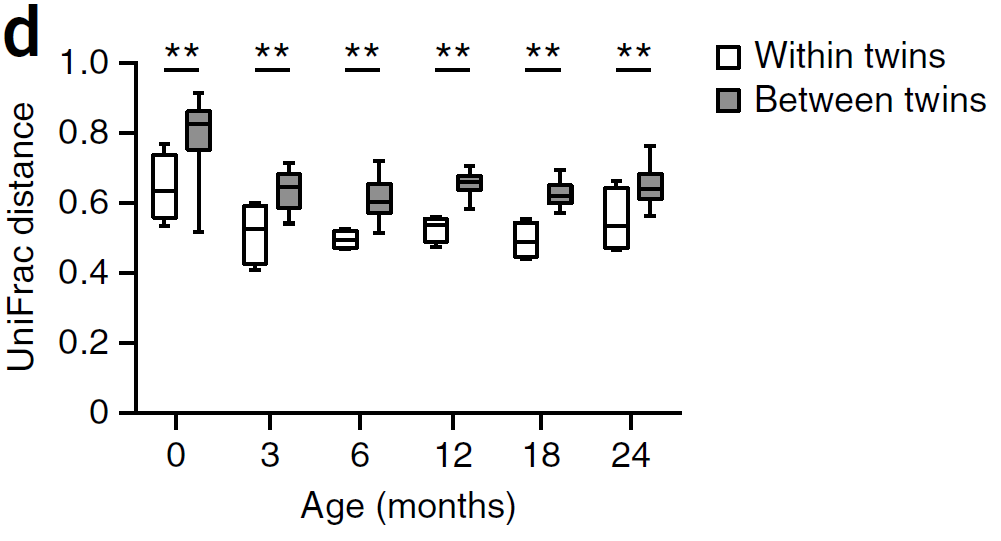 d
** ** ** ** ** **
Within twins
Between twins
UniFrac distance
1.0
0.8
0.6
0.4
0.2
0
0 3 6 12 18 24
Age (months)